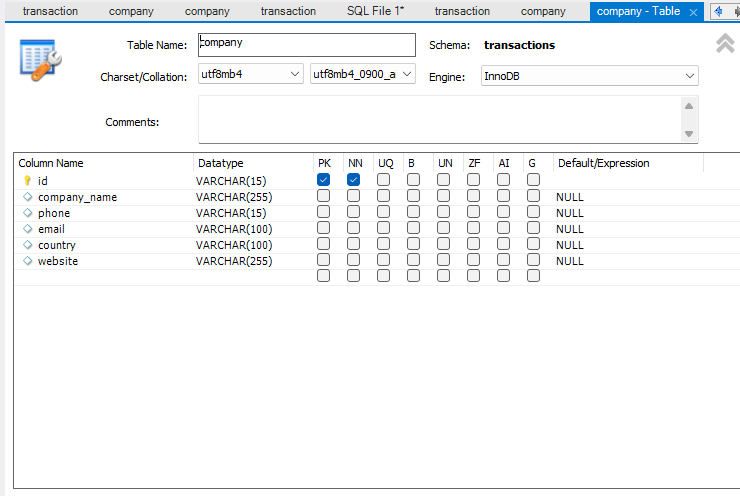 transaction company company transaction SQL File 1* transaction company company - Table
Table Name: company Schema: transactions
Charset/Collation: utf8mb4 utf8mb4_0900_a Engine: InnoDB
Comments:
Column Name Datatype PK NN UQ B UN ZF AI G Default/Expression
id VARCHAR(15)
company_name VARCHAR(255) NULL
phone VARCHAR(15) NULL
email VARCHAR(100) NULL
country VARCHAR(100) NULL
website VARCHAR(255) NULL